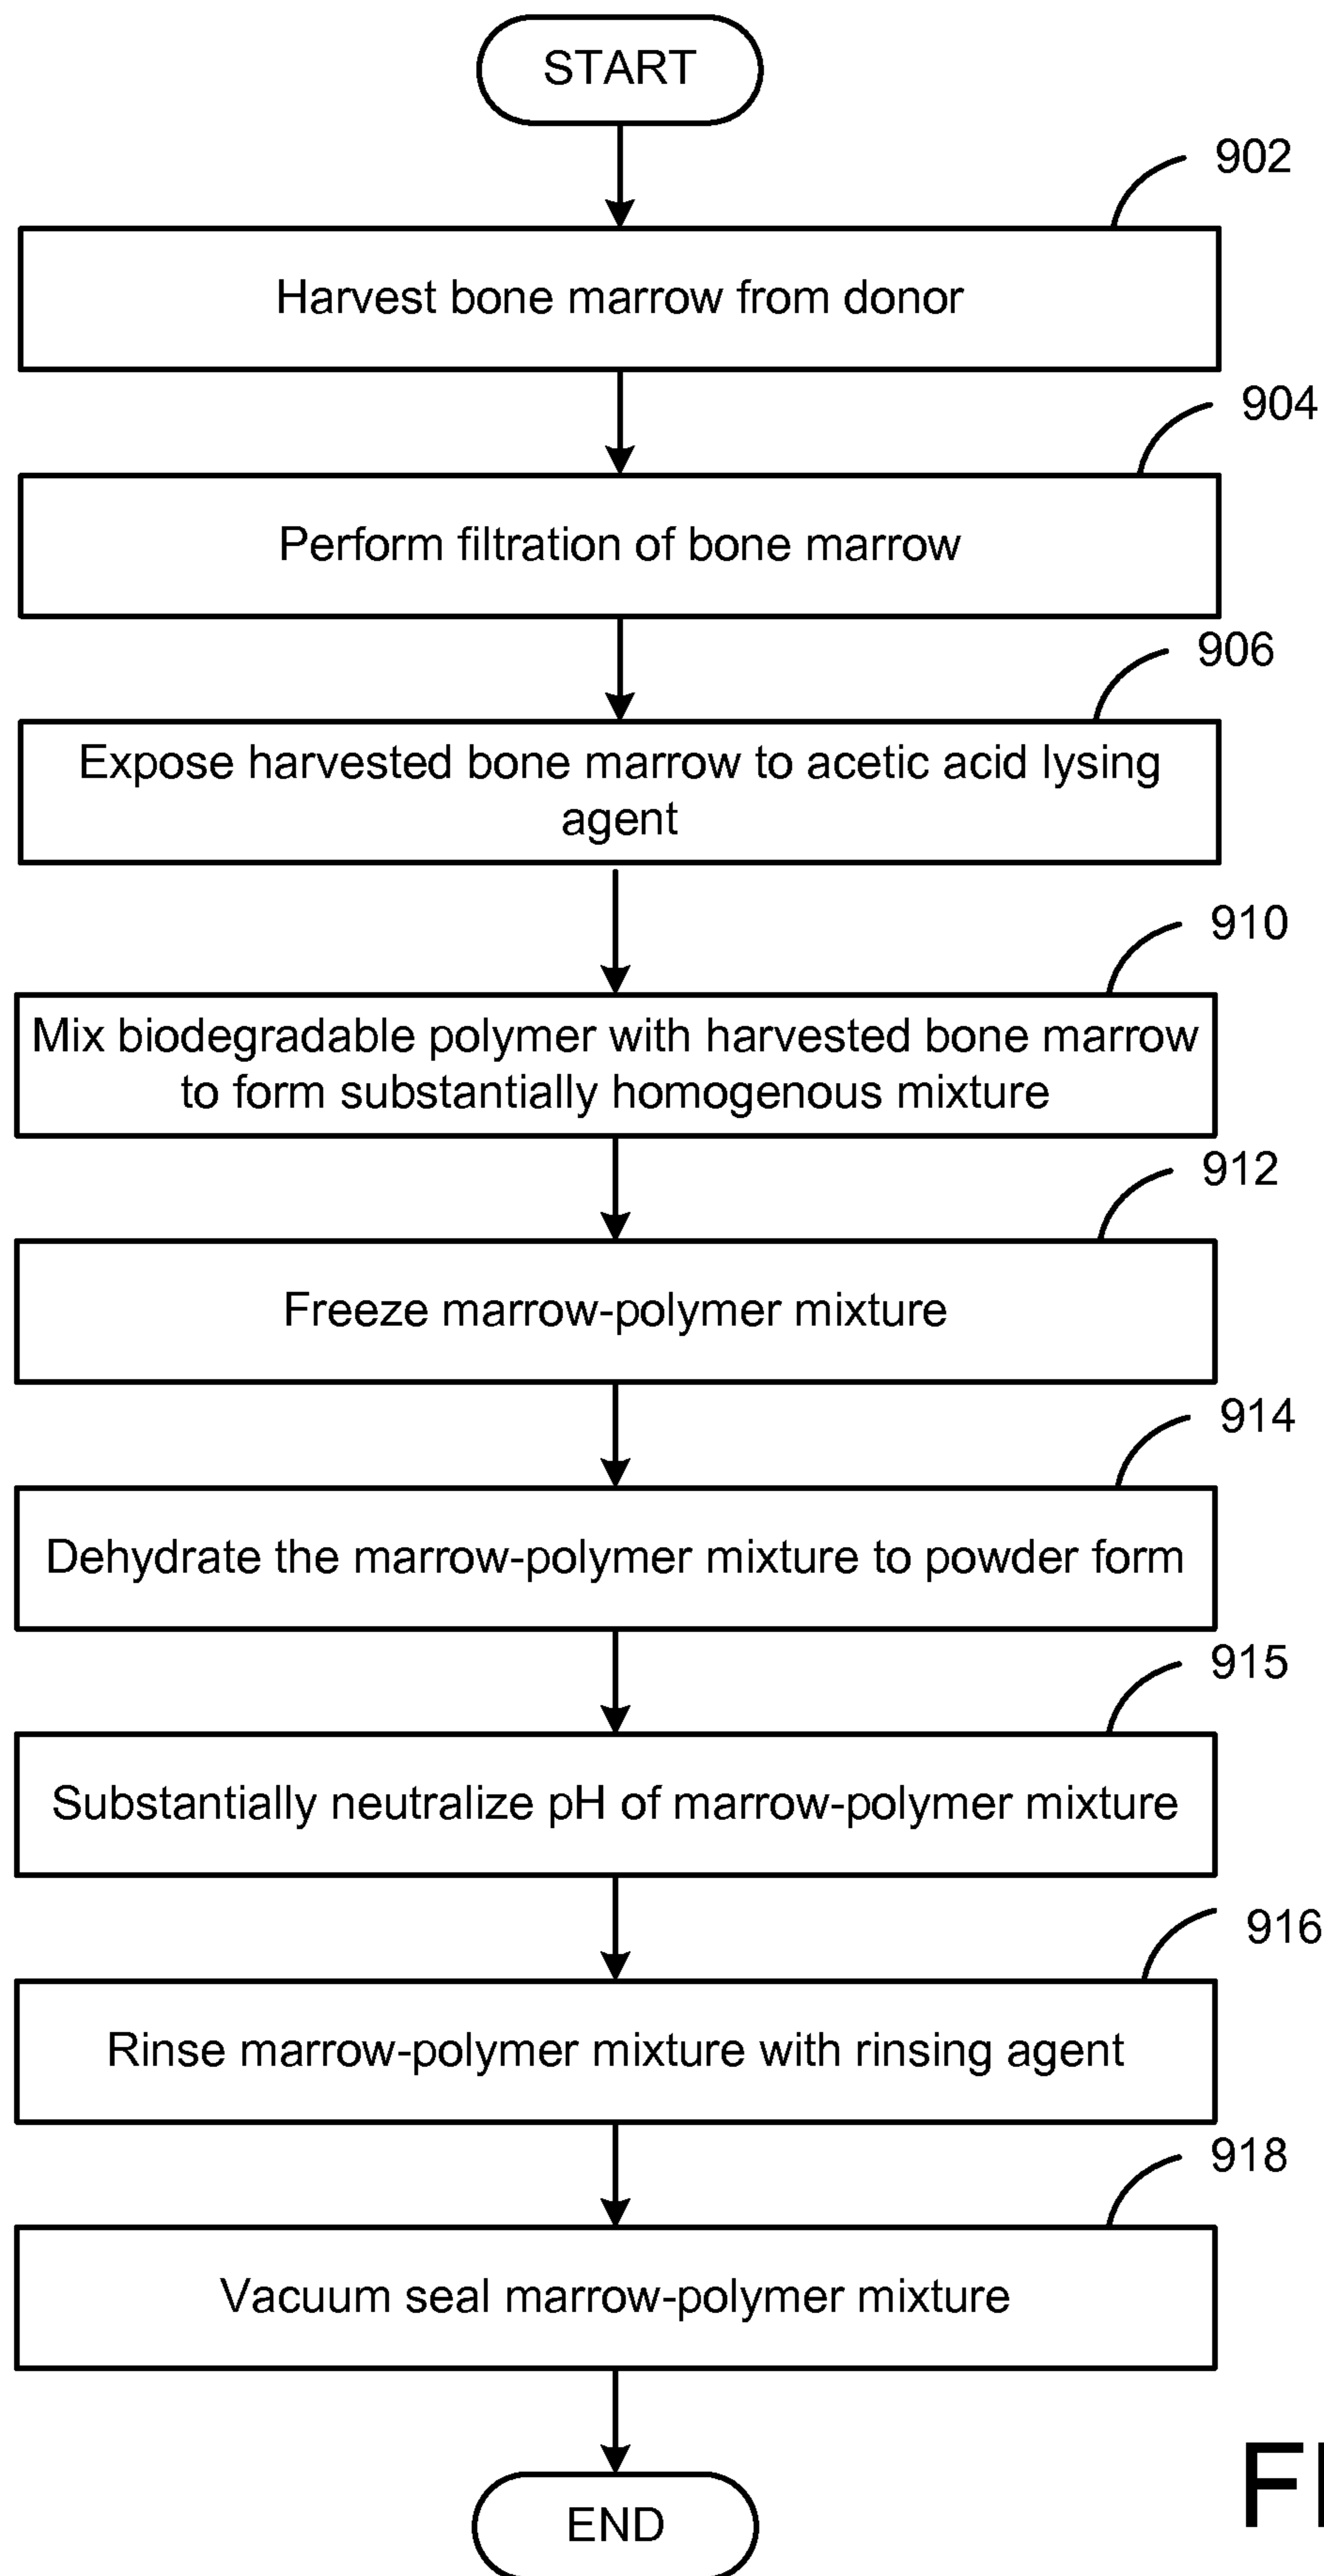 START
902
Harvest bone marrow from donor
904
Perform filtration of bone marrow
906
Expose harvested bone marrow to acetic acid lysing
agent
910
Mix biodegradable polymer with harvested bone marrow
to form substantially homogenous mixture
912
Freeze marrow-polymer mixture
914
Dehydrate the marrow-polymer mixture to powder form
915
Substantially neutralize pH of marrow-polymer mixture
916
Rinse marrow-polymer mixture with rinsing agent
918
Vacuum seal marrow-polymer mixture
END